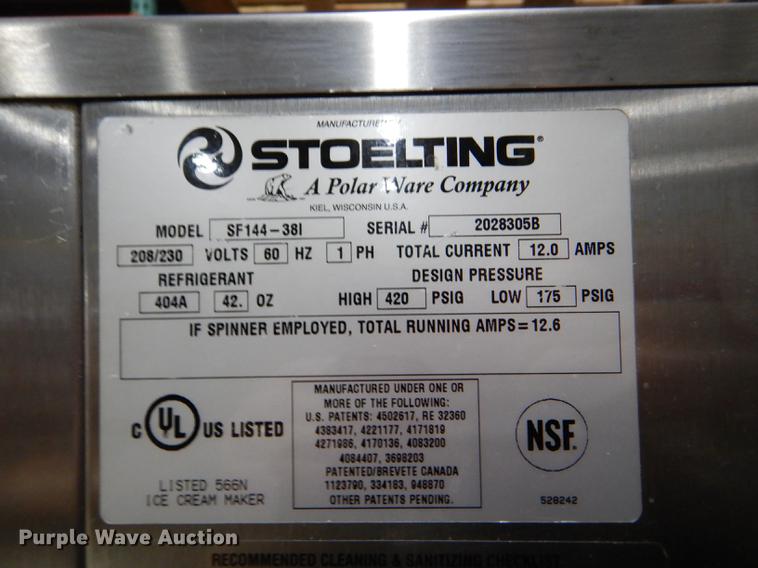 MANUFACTURED BY
STOELTING®
A Polar Ware Company
KIEL, WISCONSIN U.S.A.
MODEL SF144-38I SERIAL # 2028305B
208/230 VOLTS 60 HZ 1 PH TOTAL CURRENT 12.0 AMPS
REFRIGERANT DESIGN PRESSURE
404A 42. OZ HIGH 420 PSIG LOW 175 PSIG
IF SPINNER EMPLOYED, TOTAL RUNNING AMPS=12.6
MANUFACTURED UNDER ONE OR
MORE OF THE FOLLOWING:
U.S. PATENTS: 4502617, RE 32360
4383417, 4221177, 4171819
4271986, 4170136, 4083200
4084407, 3698203
PATENTED/BREVETE CANADA
1123790, 334163, 948870
OTHER PATENTS PENDING.
C UL US LISTED
LISTED 566N
ICE CREAM MAKER
NSF.
528242
Purple Wave Auction
RECOMMENDED CLEANING & SANITIZING CHECKLIST